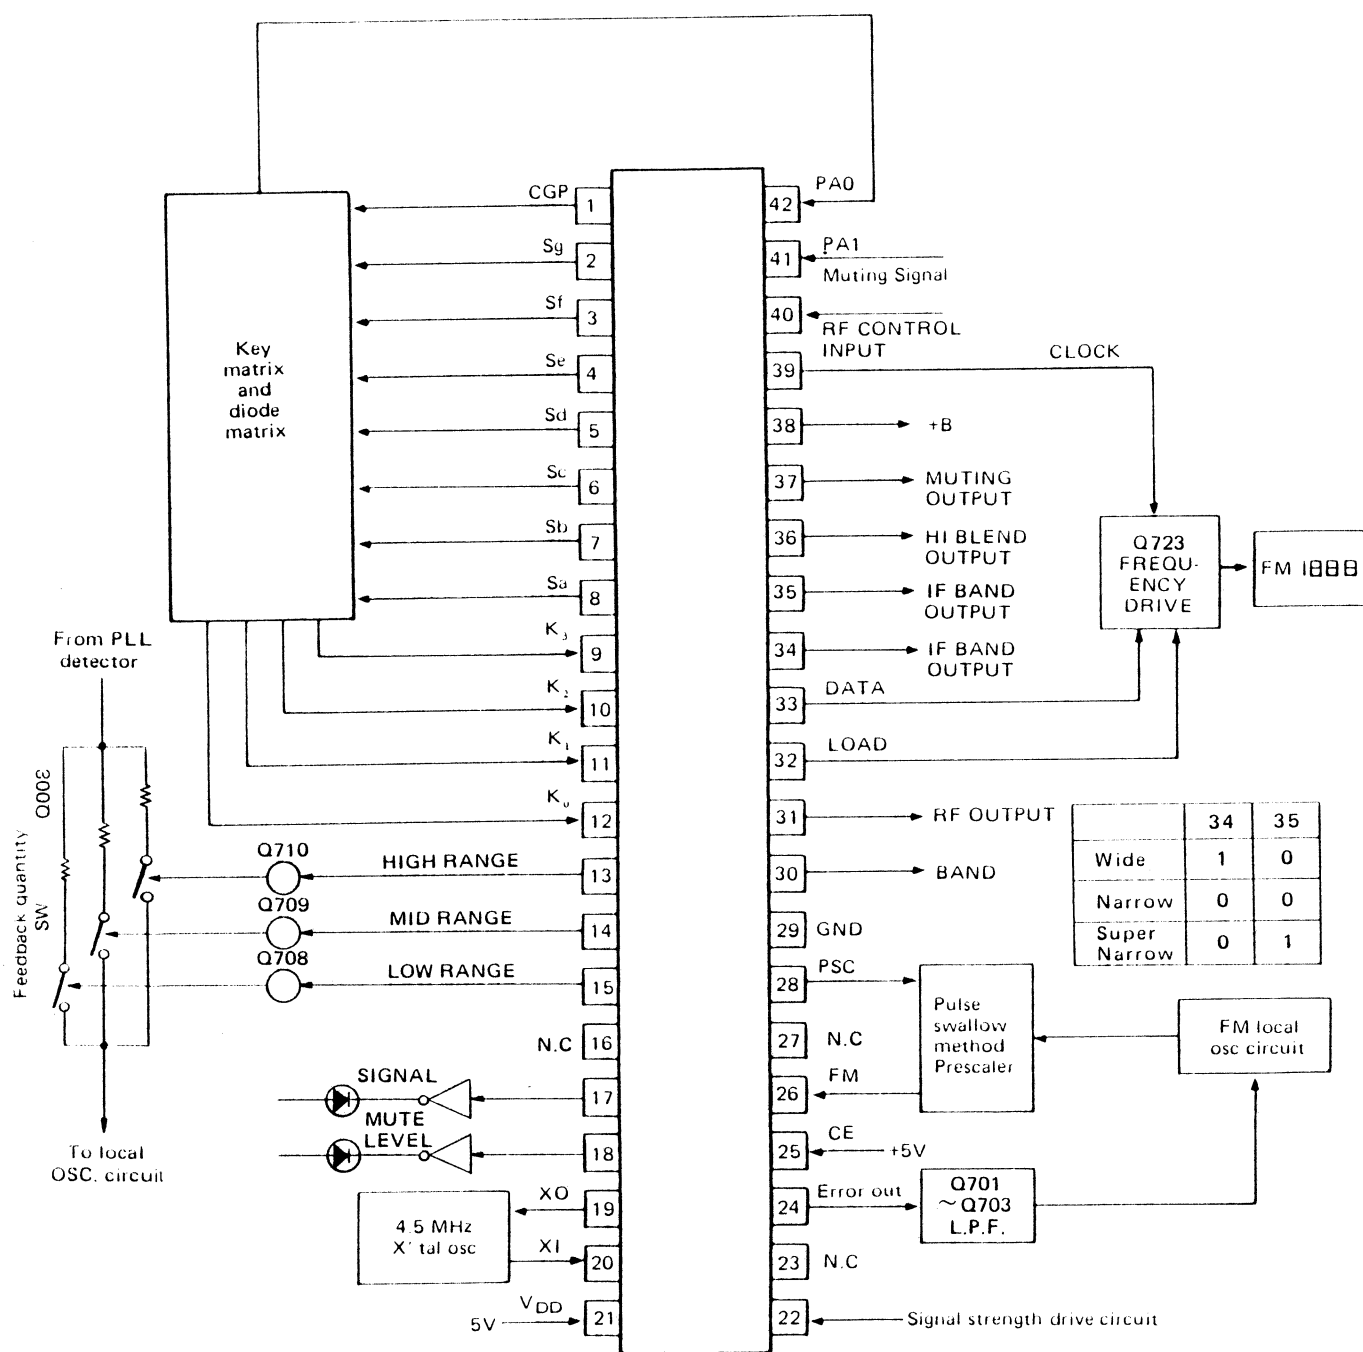 CGP
1
Sg
2
Sf
3
Se
4
Sd
5
Sc
6
Sb
7
Sa
8
K3
9
K2
10
K1
11
K0
12
Key
matrix
and
diode
matrix
From PLL
detector
Feedback quantity
SW
To local
OSC. circuit
Q710
HIGH RANGE
13
Q709
MID RANGE
14
Q708
LOW RANGE
15
N.C
16
SIGNAL
17
MUTE
LEVEL
18
4.5 MHz
X' tal osc
XO
19
XI
20
5V
VDD
21
42
PA0
41
PA1
Muting Signal
40
RF CONTROL
INPUT
39
CLOCK
38
+B
37
MUTING
OUTPUT
36
HI BLEND
OUTPUT
35
IF BAND
OUTPUT
34
IF BAND
OUTPUT
33
DATA
32
LOAD
Q723
FREQU-
ENCY
DRIVE
FM 1888
31
RF OUTPUT
30
BAND
29
GND
28
PSC
27
N.C
26
FM
25
CE
+5V
24
Error out
23
N.C
22
Signal strength drive circuit
34 35
Wide 1 0
Narrow 0 0
Super
Narrow 0 1
Pulse
swallow
method
Prescaler
FM local
osc circuit
Q701
~Q703
L.P.F.